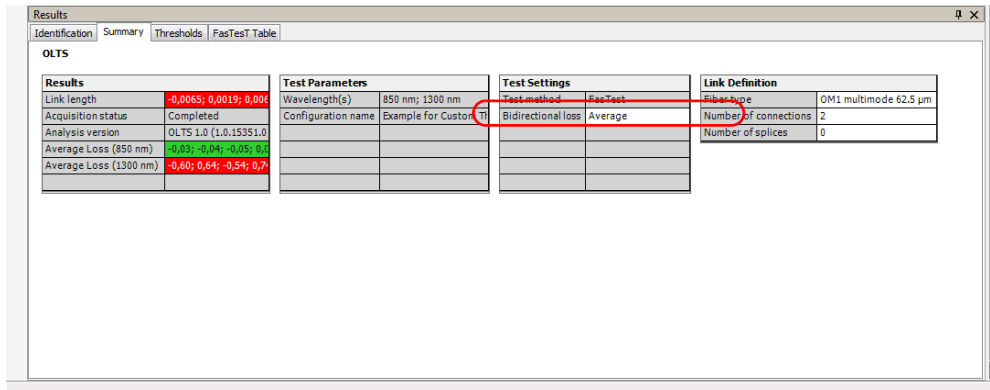 Results
Identification Summary Thresholds FasTesT Table
OLTS
Results
Link length -0,0065; 0,0019; 0,006
Acquisition status Completed
Analysis version OLTS 1.0 (1.0.15351.0
Average Loss (850 nm) -0,03; -0,04; -0,05; 0,0
Average Loss (1300 nm) -0,60; 0,64; -0,54; 0,7
Test Parameters
Wavelength(s) 850 nm; 1300 nm
Configuration name Example for Custom Th
Test Settings
Test method FasTest
Bidirectional loss Average
Link Definition
Fiber type OM1 multimode 62.5 µm
Number of connections 2
Number of splices 0